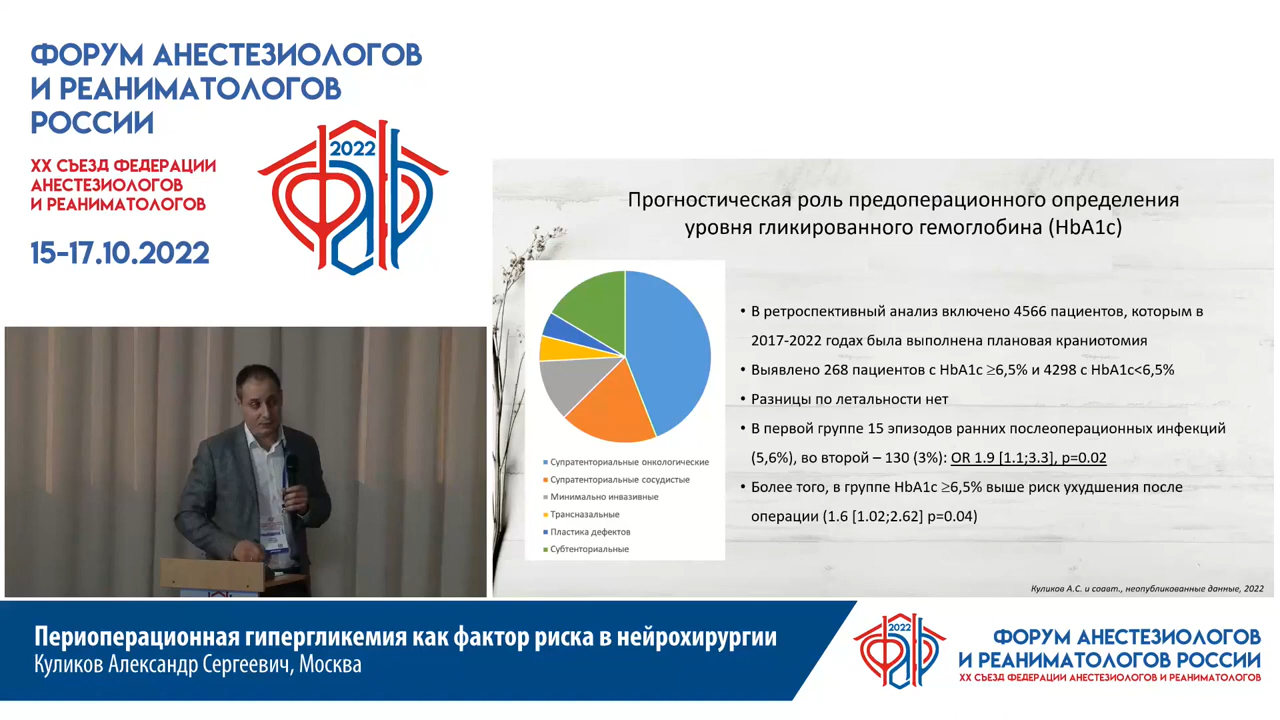 ФОРУМ АНЕСТЕЗИОЛОГОВ
И РЕАНИМАТОЛОГОВ
РОССИИ
XX СЪЕЗД ФЕДЕРАЦИИ
АНЕСТЕЗИОЛОГОВ
И РЕАНИМАТОЛОГОВ
15-17.10.2022
2022
ФАР
Прогностическая роль предоперационного определения
уровня гликированного гемоглобина (HbA1c)
Супратенториальные онкологические
Супратенториальные сосудистые
Минимально инвазивные
Трансназальные
Пластика дефектов
Субтенториальные
• В ретроспективный анализ включено 4566 пациентов, которым в
2017-2022 годах была выполнена плановая краниотомия
• Выявлено 268 пациентов с HbA1c ≥6,5% и 4298 с HbA1c<6,5%
• Разницы по летальности нет
• В первой группе 15 эпизодов ранних послеоперационных инфекций
(5,6%), во второй – 130 (3%): OR 1.9 [1.1;3.3], p=0.02
• Более того, в группе HbA1c ≥6,5% выше риск ухудшения после
операции (1.6 [1.02;2.62] p=0.04)
Куликов А.С. и соавт., неопубликованные данные, 2022
Периоперационная гипергликемия как фактор риска в нейрохирургии
Куликов Александр Сергеевич, Москва
2022
ФАР
ФОРУМ АНЕСТЕЗИОЛОГОВ
И РЕАНИМАТОЛОГОВ РОССИИ
XX СЪЕЗД ФЕДЕРАЦИИ АНЕСТЕЗИОЛОГОВ И РЕАНИМАТОЛОГОВ